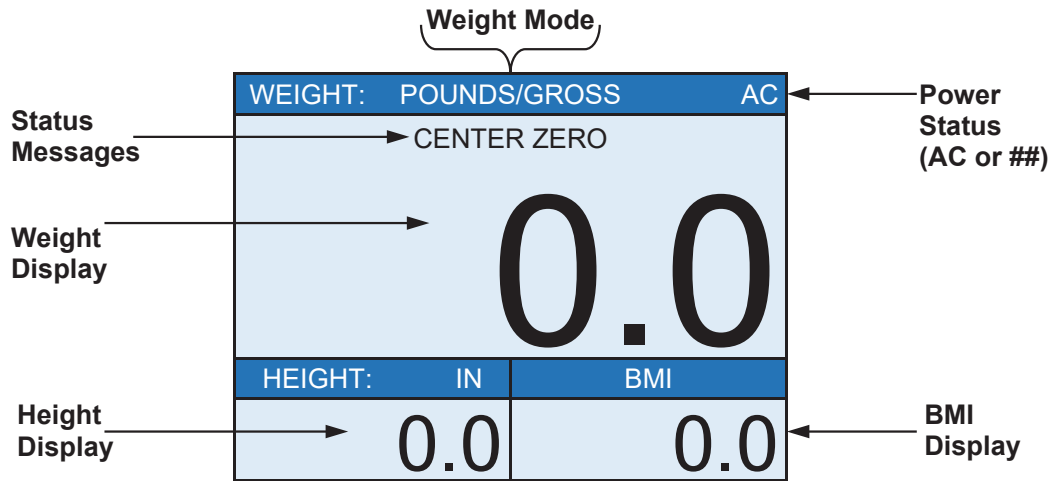 Weight Mode
WEIGHT: POUNDS/GROSS AC
Power
Status
(AC or ##)
Status
Messages
CENTER ZERO
Weight
Display
0.0
HEIGHT: IN BMI
Height
Display
0.0 0.0
BMI
Display